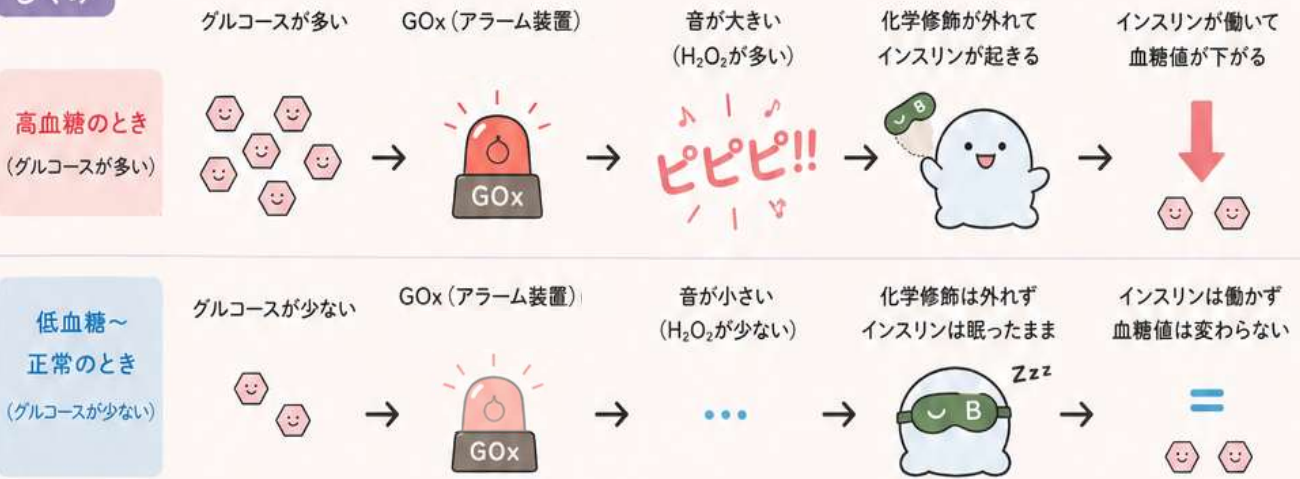 グルコースが多い
GOx（アラーム装置）
音が大きい
（H₂O₂が多い）
化学修飾が外れて
インスリンが起きる
インスリンが働いて
血糖値が下がる
高血糖のとき
（グルコースが多い）
GOx
ピピピ!!
B
グルコースが少ない
GOx（アラーム装置）
音が小さい
（H₂O₂が少ない）
化学修飾は外れず
インスリンは眠ったまま
インスリンは働かず
血糖値は変わらない
低血糖〜
正常のとき
（グルコースが少ない）
GOx
•••
Zzz
B
=